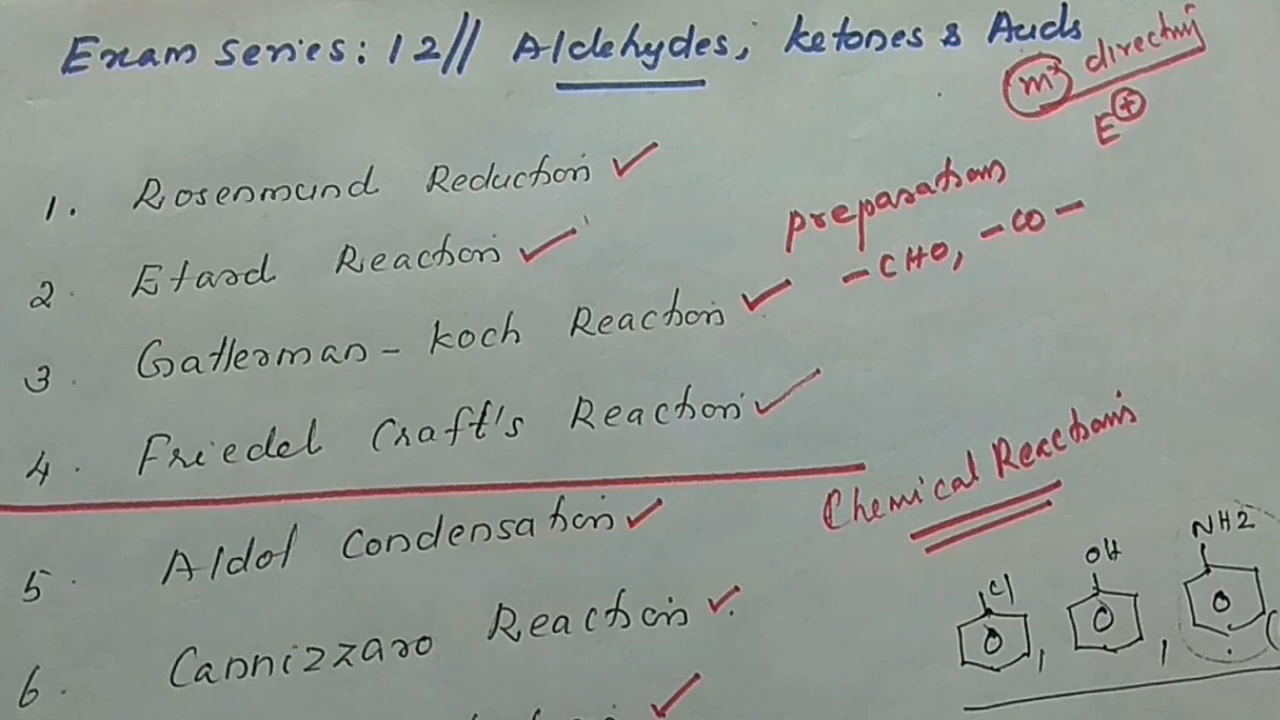 Exam Series: 12// Aldehydes, ketones & Acids
m* directing
E⊕
1. Rosenmund Reduction ✓
2. Etard Reaction ✓
preparations
-CHO, -CO-
3. Gatterman - Koch Reaction ✓
4. Friedel Craft's Reaction ✓
Chemical Reactions
5. Aldol Condensation ✓
6. Cannizzaro Reaction ✓
Cl, OH, NH2